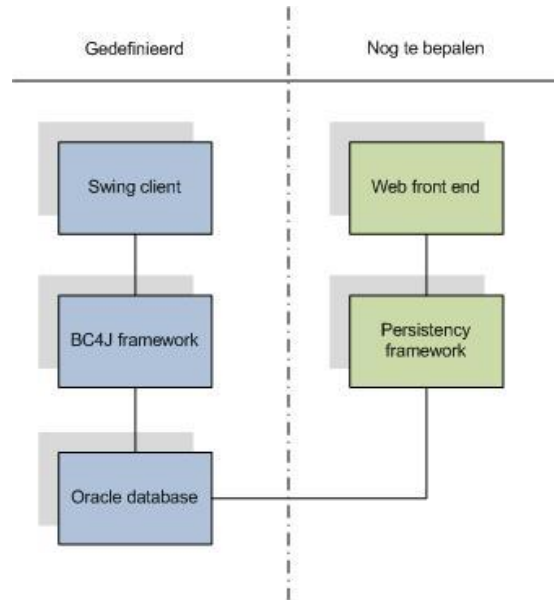 Gedefinieerd
Nog te bepalen
Swing client
Web front end
BC4J framework
Persistency
framework
Oracle database